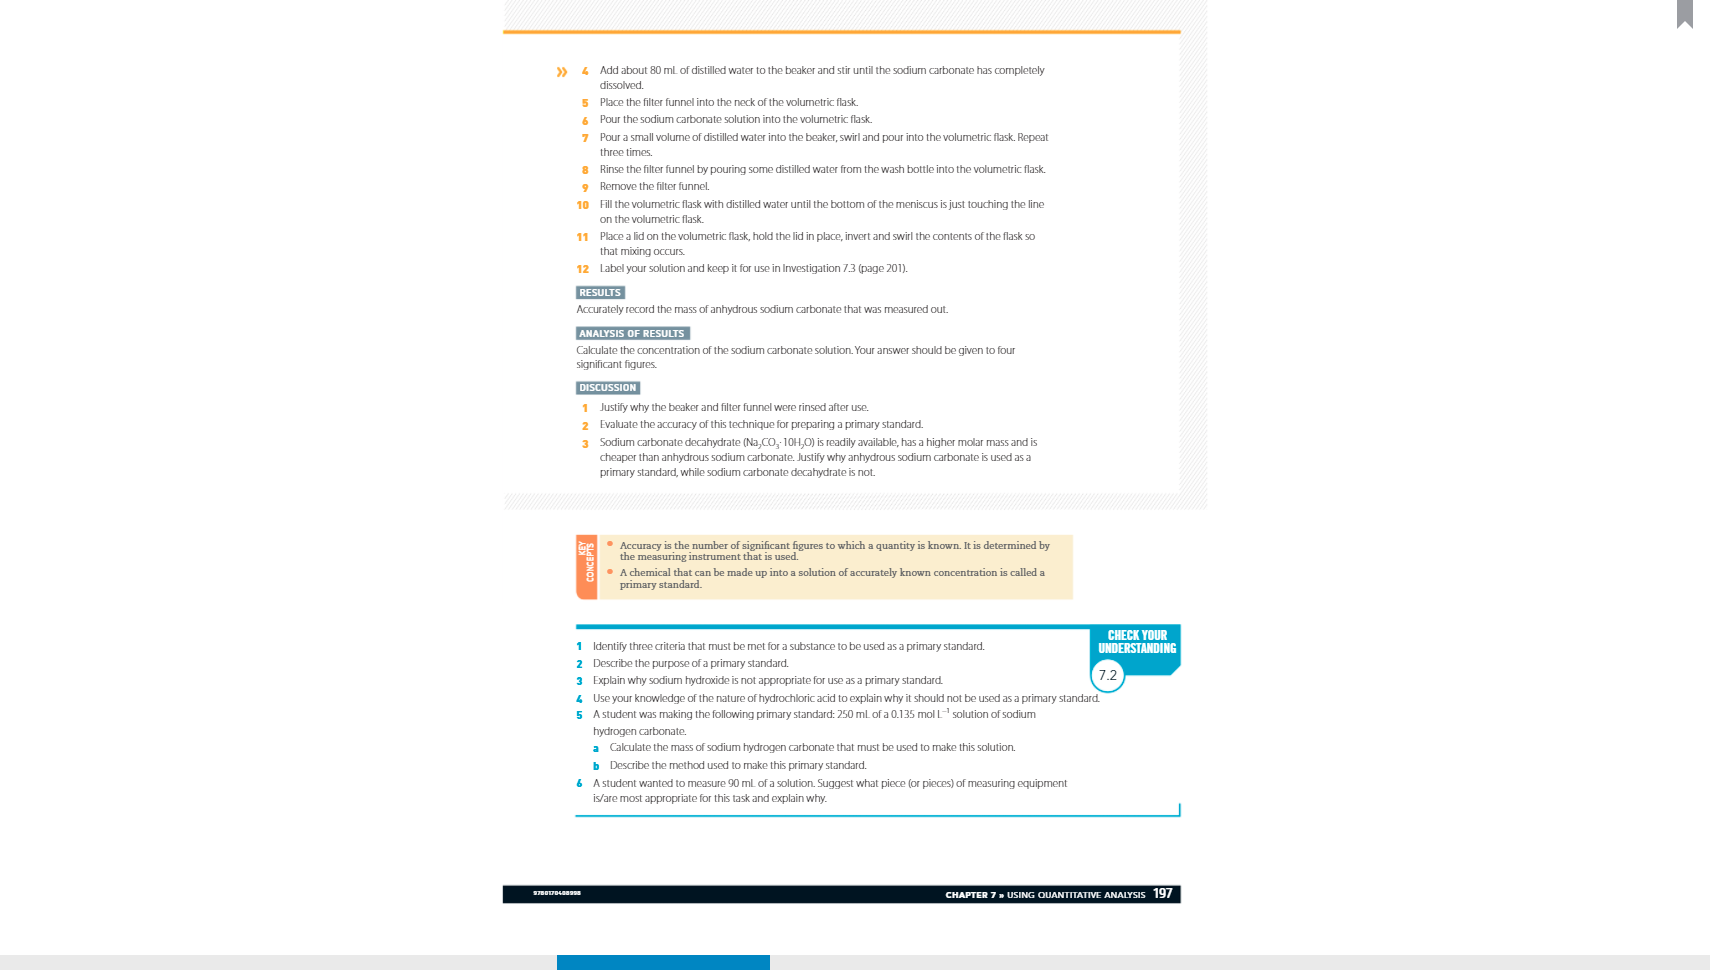 » 4 Add about 80 mL of distilled water to the beaker and stir until the sodium carbonate has completely
dissolved.
5 Place the filter funnel into the neck of the volumetric flask.
6 Pour the sodium carbonate solution into the volumetric flask.
7 Pour a small volume of distilled water into the beaker, swirl and pour into the volumetric flask. Repeat
three times.
8 Rinse the filter funnel by pouring some distilled water from the wash bottle into the volumetric flask.
9 Remove the filter funnel.
10 Fill the volumetric flask with distilled water until the bottom of the meniscus is just touching the line
on the volumetric flask.
11 Place a lid on the volumetric flask, hold the lid in place, invert and swirl the contents of the flask so
that mixing occurs.
12 Label your solution and keep it for use in Investigation 7.3 (page 201).
RESULTS
Accurately record the mass of anhydrous sodium carbonate that was measured out.
ANALYSIS OF RESULTS
Calculate the concentration of the sodium carbonate solution. Your answer should be given to four
significant figures.
DISCUSSION
1 Justify why the beaker and filter funnel were rinsed after use.
2 Evaluate the accuracy of this technique for preparing a primary standard.
3 Sodium carbonate decahydrate (Na₂CO₃·10H₂O) is readily available, has a higher molar mass and is
cheaper than anhydrous sodium carbonate. Justify why anhydrous sodium carbonate is used as a
primary standard, while sodium carbonate decahydrate is not.
KEY
CONCEPTS
• Accuracy is the number of significant figures to which a quantity is known. It is determined by
the measuring instrument that is used.
• A chemical that can be made up into a solution of accurately known concentration is called a
primary standard.
CHECK YOUR
UNDERSTANDING
7.2
1 Identify three criteria that must be met for a substance to be used as a primary standard.
2 Describe the purpose of a primary standard.
3 Explain why sodium hydroxide is not appropriate for use as a primary standard.
4 Use your knowledge of the nature of hydrochloric acid to explain why it should not be used as a primary standard.
5 A student was making the following primary standard: 250 mL of a 0.135 mol L⁻¹ solution of sodium
hydrogen carbonate.
a Calculate the mass of sodium hydrogen carbonate that must be used to make this solution.
b Describe the method used to make this primary standard.
6 A student wanted to measure 90 mL of a solution. Suggest what piece (or pieces) of measuring equipment
is/are most appropriate for this task and explain why.
9780170408998
CHAPTER 7 » USING QUANTITATIVE ANALYSIS 197